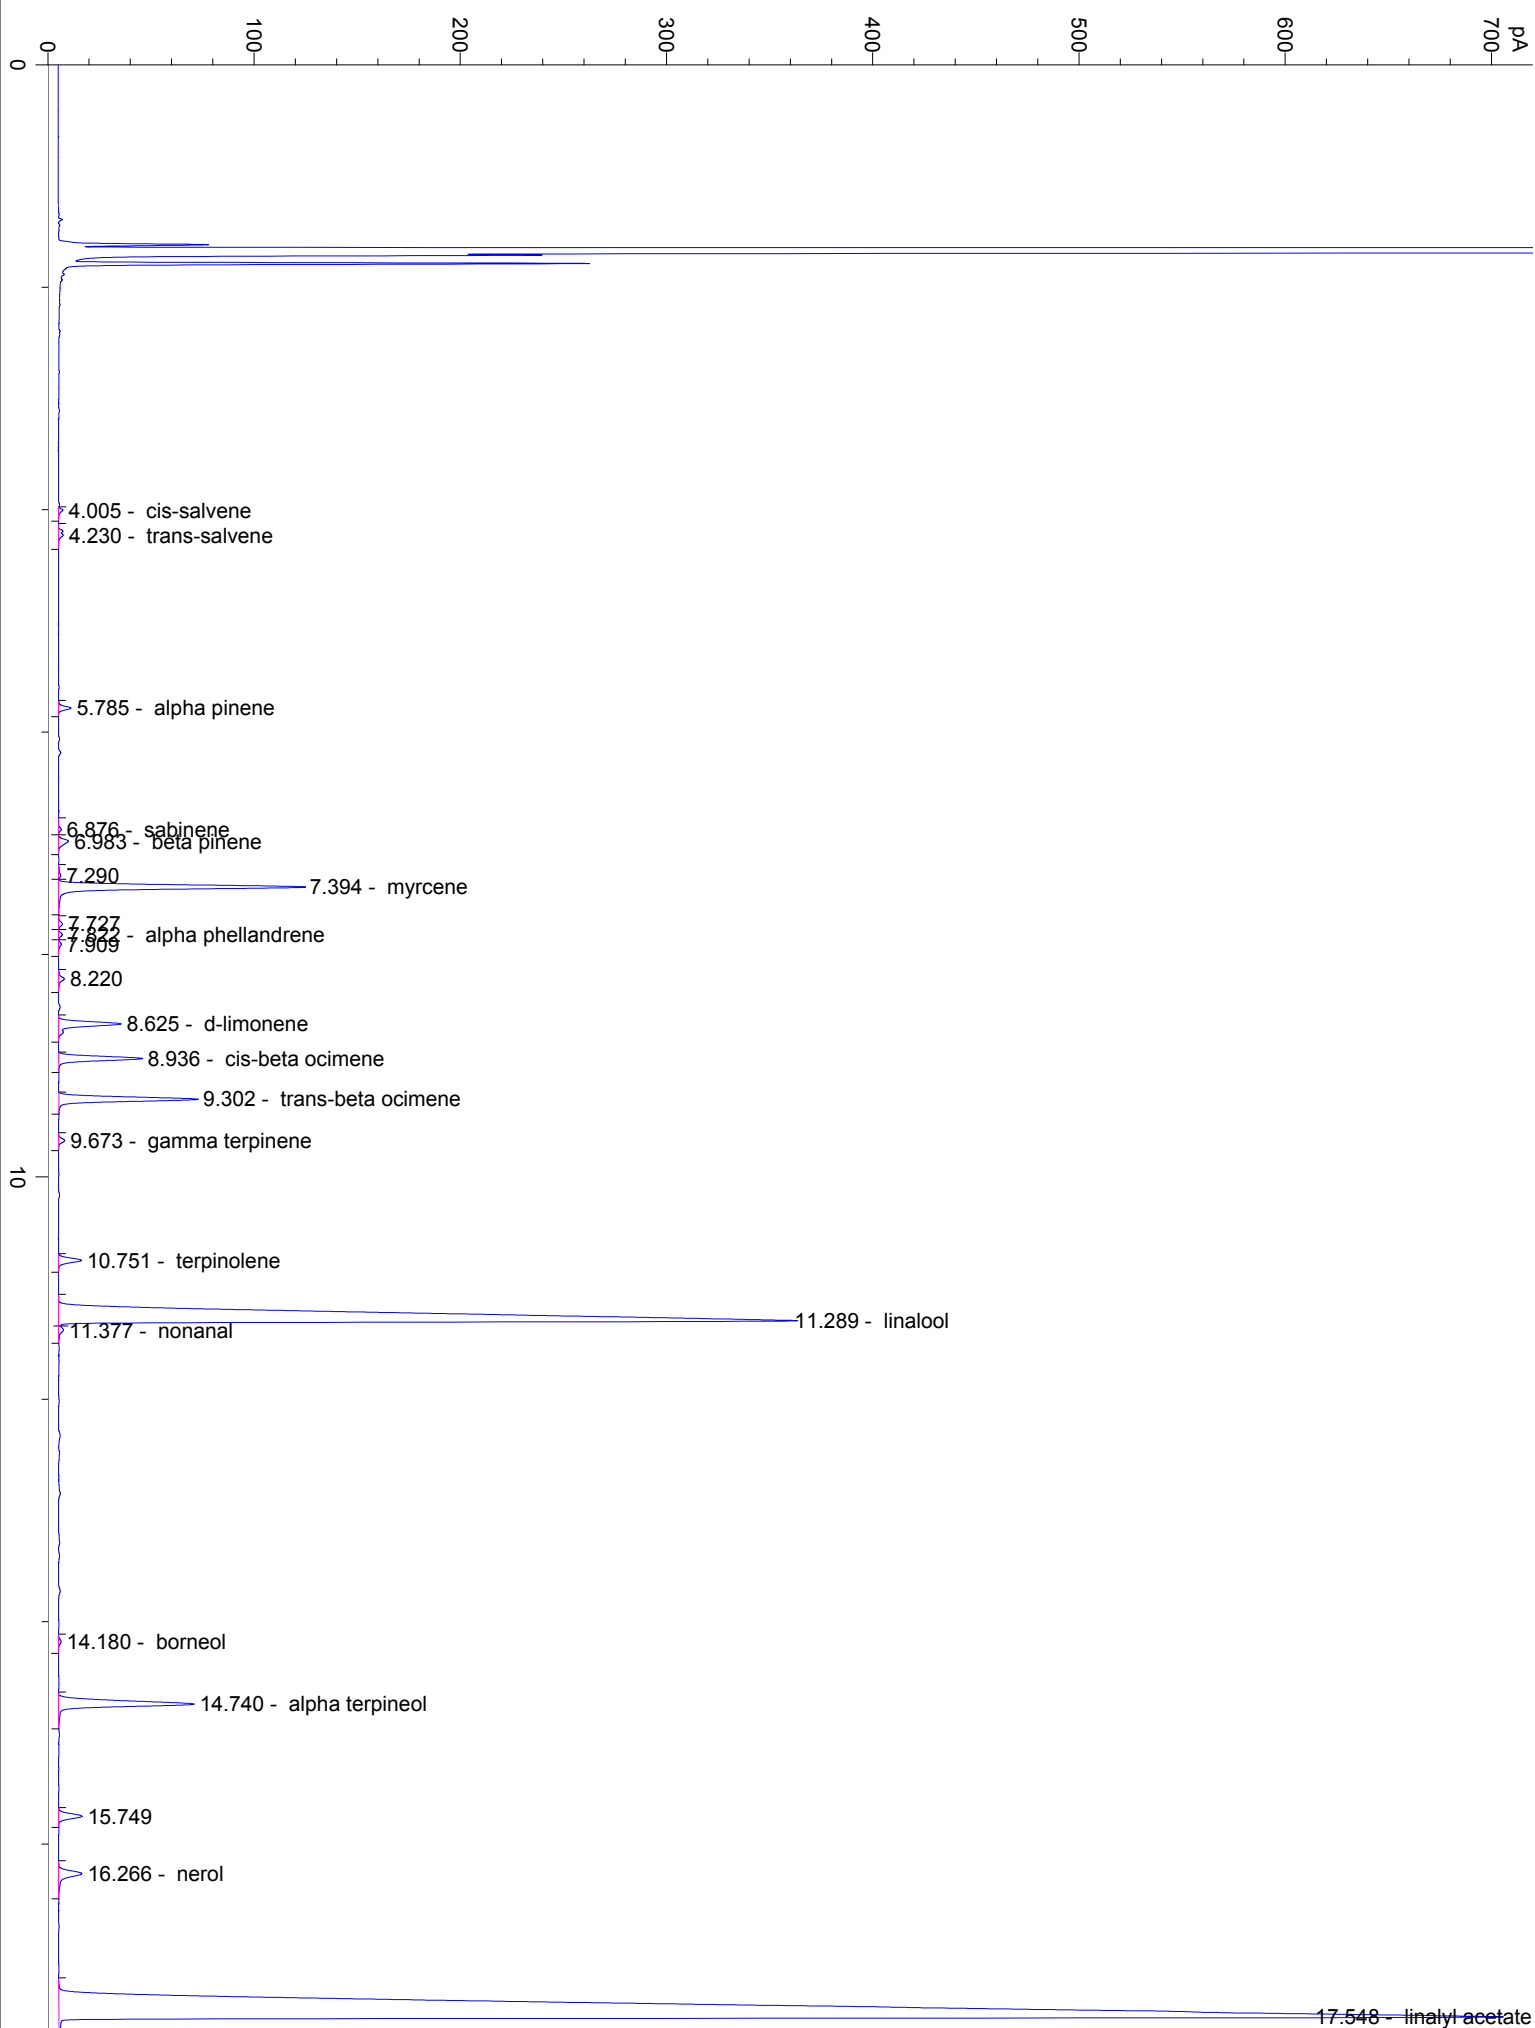 pA
0
100
200
300
400
500
600
700
0
4.005 - cis-salvene
4.230 - trans-salvene
5.785 - alpha pinene
6.876 - sabinene
6.983 - beta pinene
7.290
7.394 - myrcene
7.727
7.822 - alpha phellandrene
7.909
8.220
8.625 - d-limonene
8.936 - cis-beta ocimene
9.302 - trans-beta ocimene
9.673 - gamma terpinene
10
10.751 - terpinolene
11.289 - linalool
11.377 - nonanal
14.180 - borneol
14.740 - alpha terpineol
15.749
16.266 - nerol
17.548 - linalyl acetate